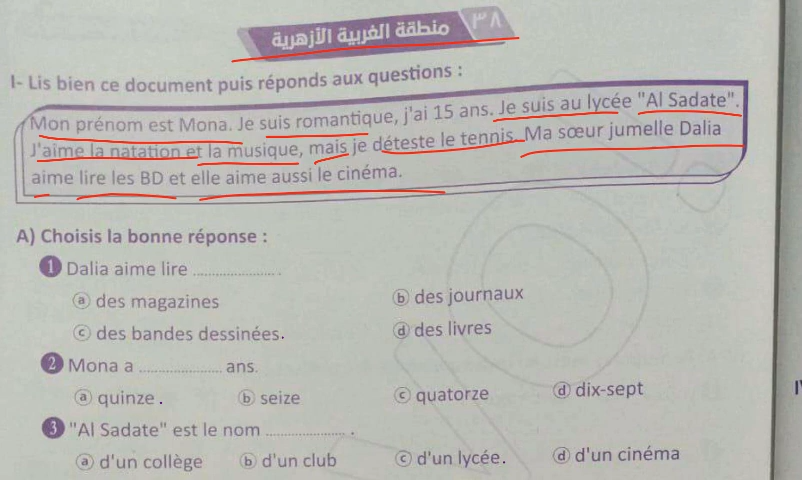 ٣٨ منطقة الغربية الأزهرية
I- Lis bien ce document puis réponds aux questions :
Mon prénom est Mona. Je suis romantique, j'ai 15 ans. Je suis au lycée "Al Sadate".
J'aime la natation et la musique, mais je déteste le tennis. Ma sœur jumelle Dalia
aime lire les BD et elle aime aussi le cinéma.
A) Choisis la bonne réponse :
1 Dalia aime lire .................... .
a des magazines b des journaux
c des bandes dessinées. d des livres
2 Mona a .................... ans.
a quinze . b seize c quatorze d dix-sept
3 "Al Sadate" est le nom .................... .
a d'un collège b d'un club c d'un lycée. d d'un cinéma